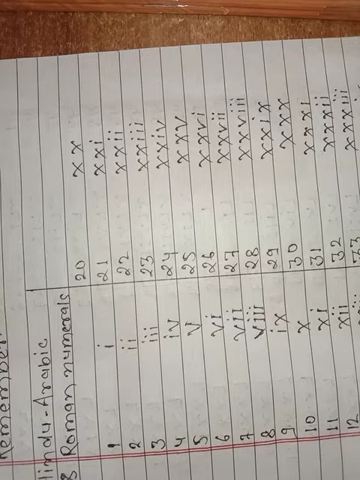 Remember
Hindu-Arabic
& Roman numerals 20 xx
1 i 21 xxi
2 ii 22 xxii
3 iii 23 xxiii
4 iv 24 xxiv
5 v 25 xxv
6 vi 26 xxvi
7 vii 27 xxvii
8 viii 28 xxviii
9 ix 29 xxix
10 x 30 xxx
11 xi 31 xxxi
12 xii 32 xxxii
33 xxxiii